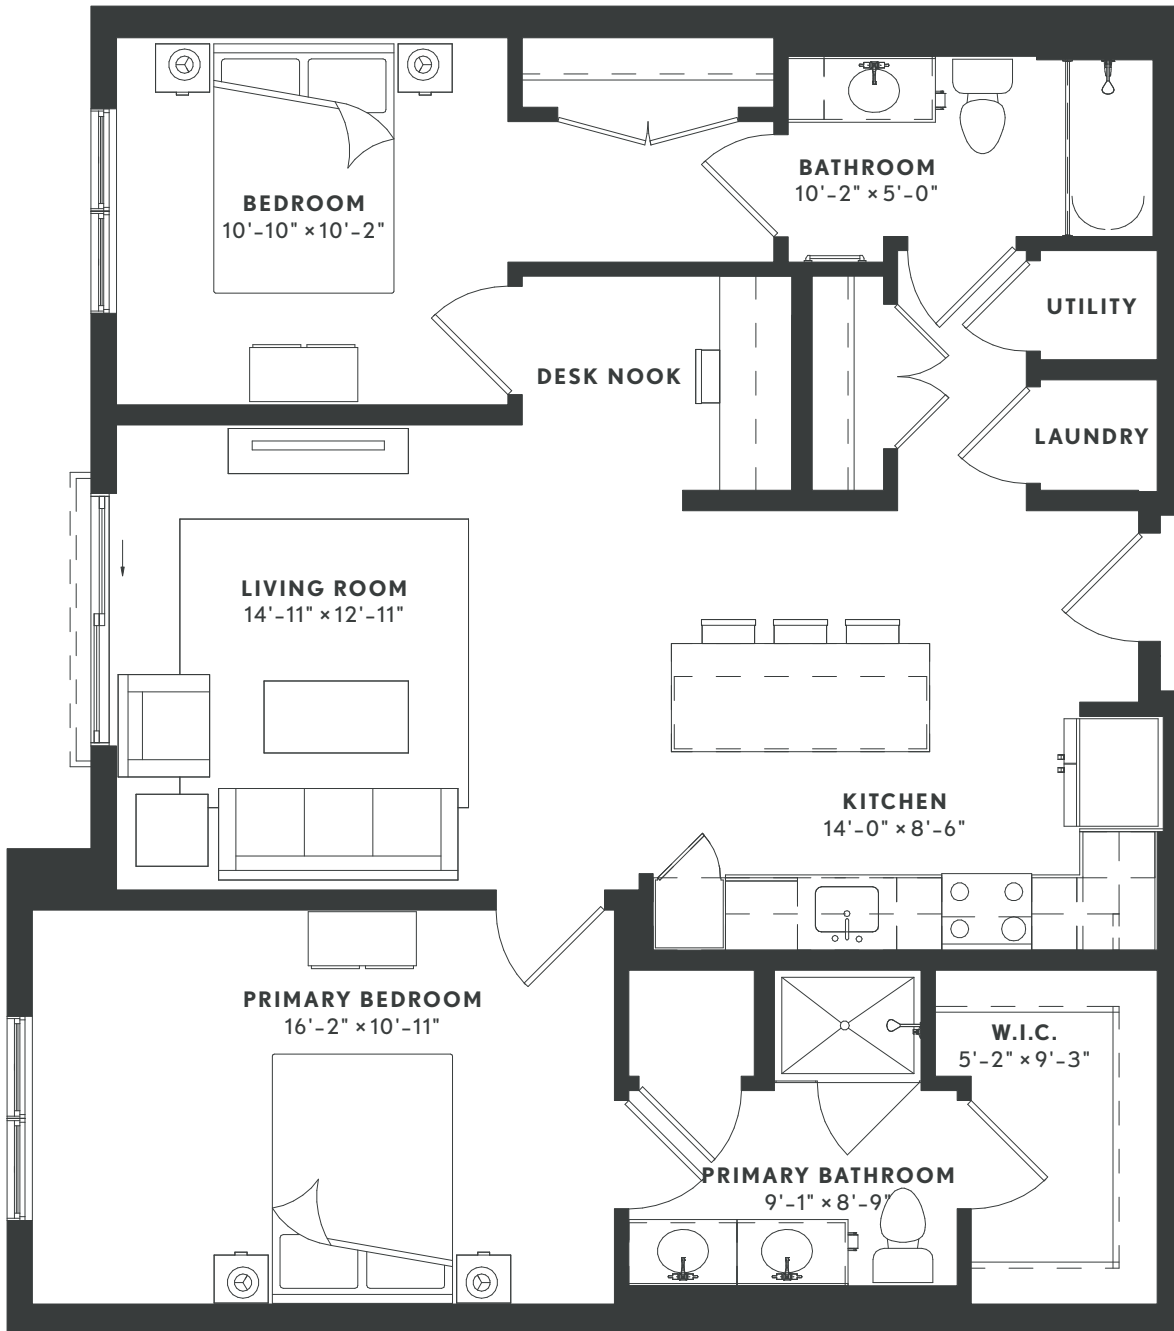 BEDROOM
10'-10" × 10'-2"
BATHROOM
10'-2" × 5'-0"
UTILITY
DESK NOOK
LAUNDRY
LIVING ROOM
14'-11" × 12'-11"
KITCHEN
14'-0" × 8'-6"
PRIMARY BEDROOM
16'-2" × 10'-11"
W.I.C.
5'-2" × 9'-3"
PRIMARY BATHROOM
9'-1" × 8'-9"